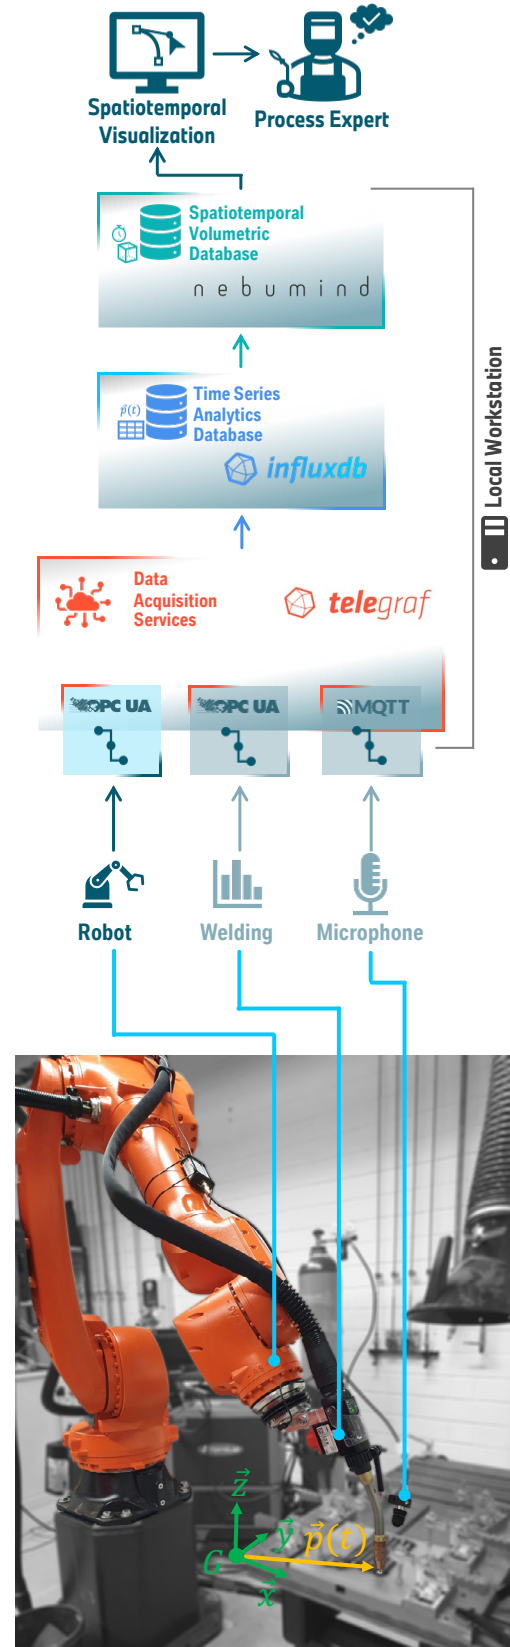 Spatiotemporal
Visualization
Process Expert
Spatiotemporal
Volumetric
Database
nebumind
Time Series
Analytics
Database
p⃗(t)
influxdb
Local Workstation
Data
Acquisition
Services
telegraf
OPC UA
OPC UA
MQTT
Robot
Welding
Microphone
z⃗
y⃗
p⃗(t)
G
x⃗